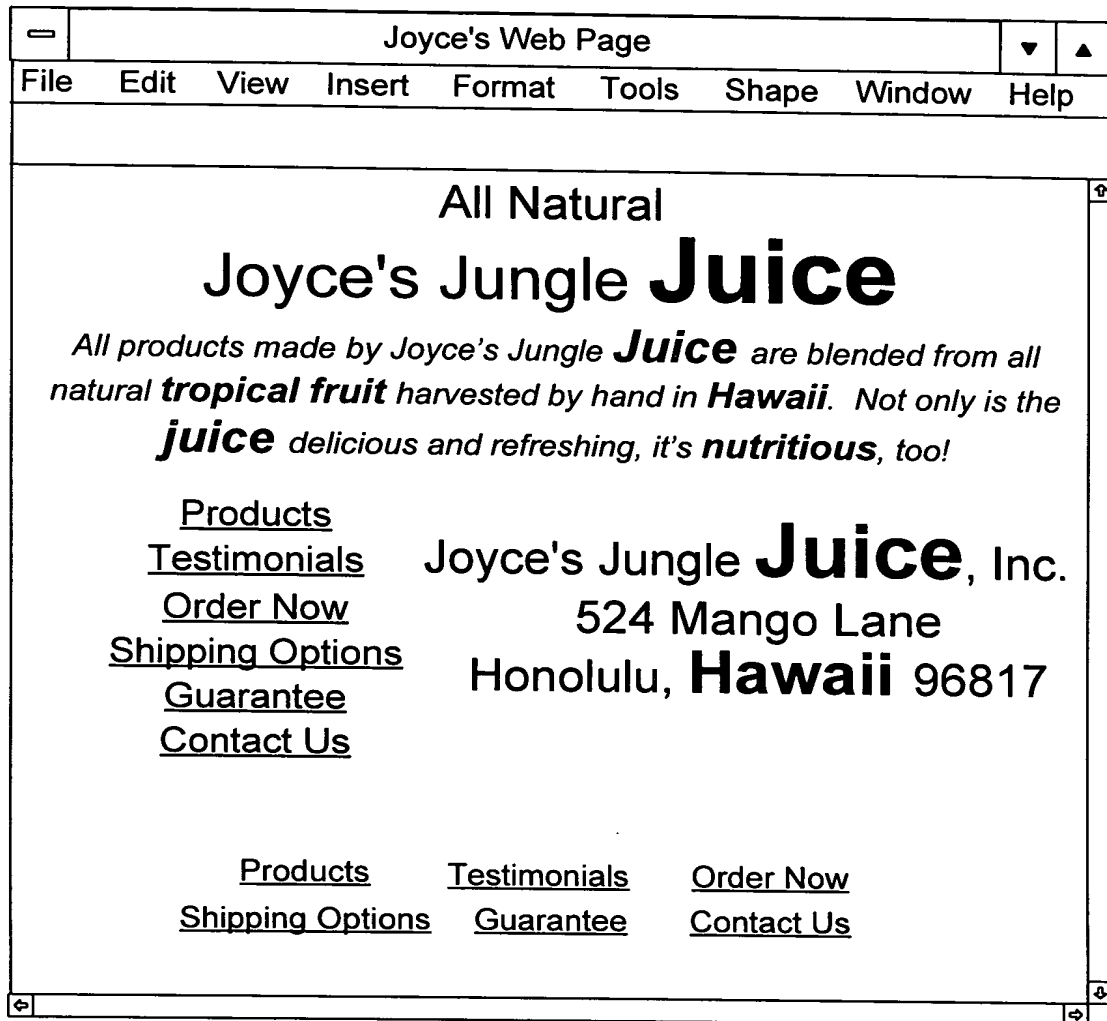 Joyce's Web Page
File Edit View Insert Format Tools Shape Window Help
All Natural
Joyce's Jungle Juice
All products made by Joyce's Jungle Juice are blended from all
natural tropical fruit harvested by hand in Hawaii. Not only is the
juice delicious and refreshing, it's nutritious, too!
Products
Testimonials
Order Now
Shipping Options
Guarantee
Contact Us
Joyce's Jungle Juice, Inc.
524 Mango Lane
Honolulu, Hawaii 96817
Products Testimonials Order Now
Shipping Options Guarantee Contact Us